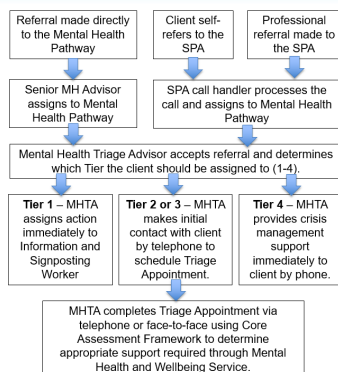 Referral made directly
to the Mental Health
Pathway
Client self-
refers to the
SPA
Professional
referral made to
the SPA
Senior MH Advisor
assigns to Mental
Health Pathway
SPA call handler processes the
call and assigns to Mental Health
Pathway
Mental Health Triage Advisor accepts referral and determines
which Tier the client should be assigned to (1-4).
Tier 1 – MHTA
assigns action
immediately to
Information and
Signposting
Worker
Tier 2 or 3 – MHTA
makes initial
contact with client
by telephone to
schedule Triage
Appointment.
Tier 4 – MHTA
provides crisis
management
support
immediately to
client by phone.
MHTA completes Triage Appointment via
telephone or face-to-face using Core
Assessment Framework to determine
appropriate support required through Mental
Health and Wellbeing Service.